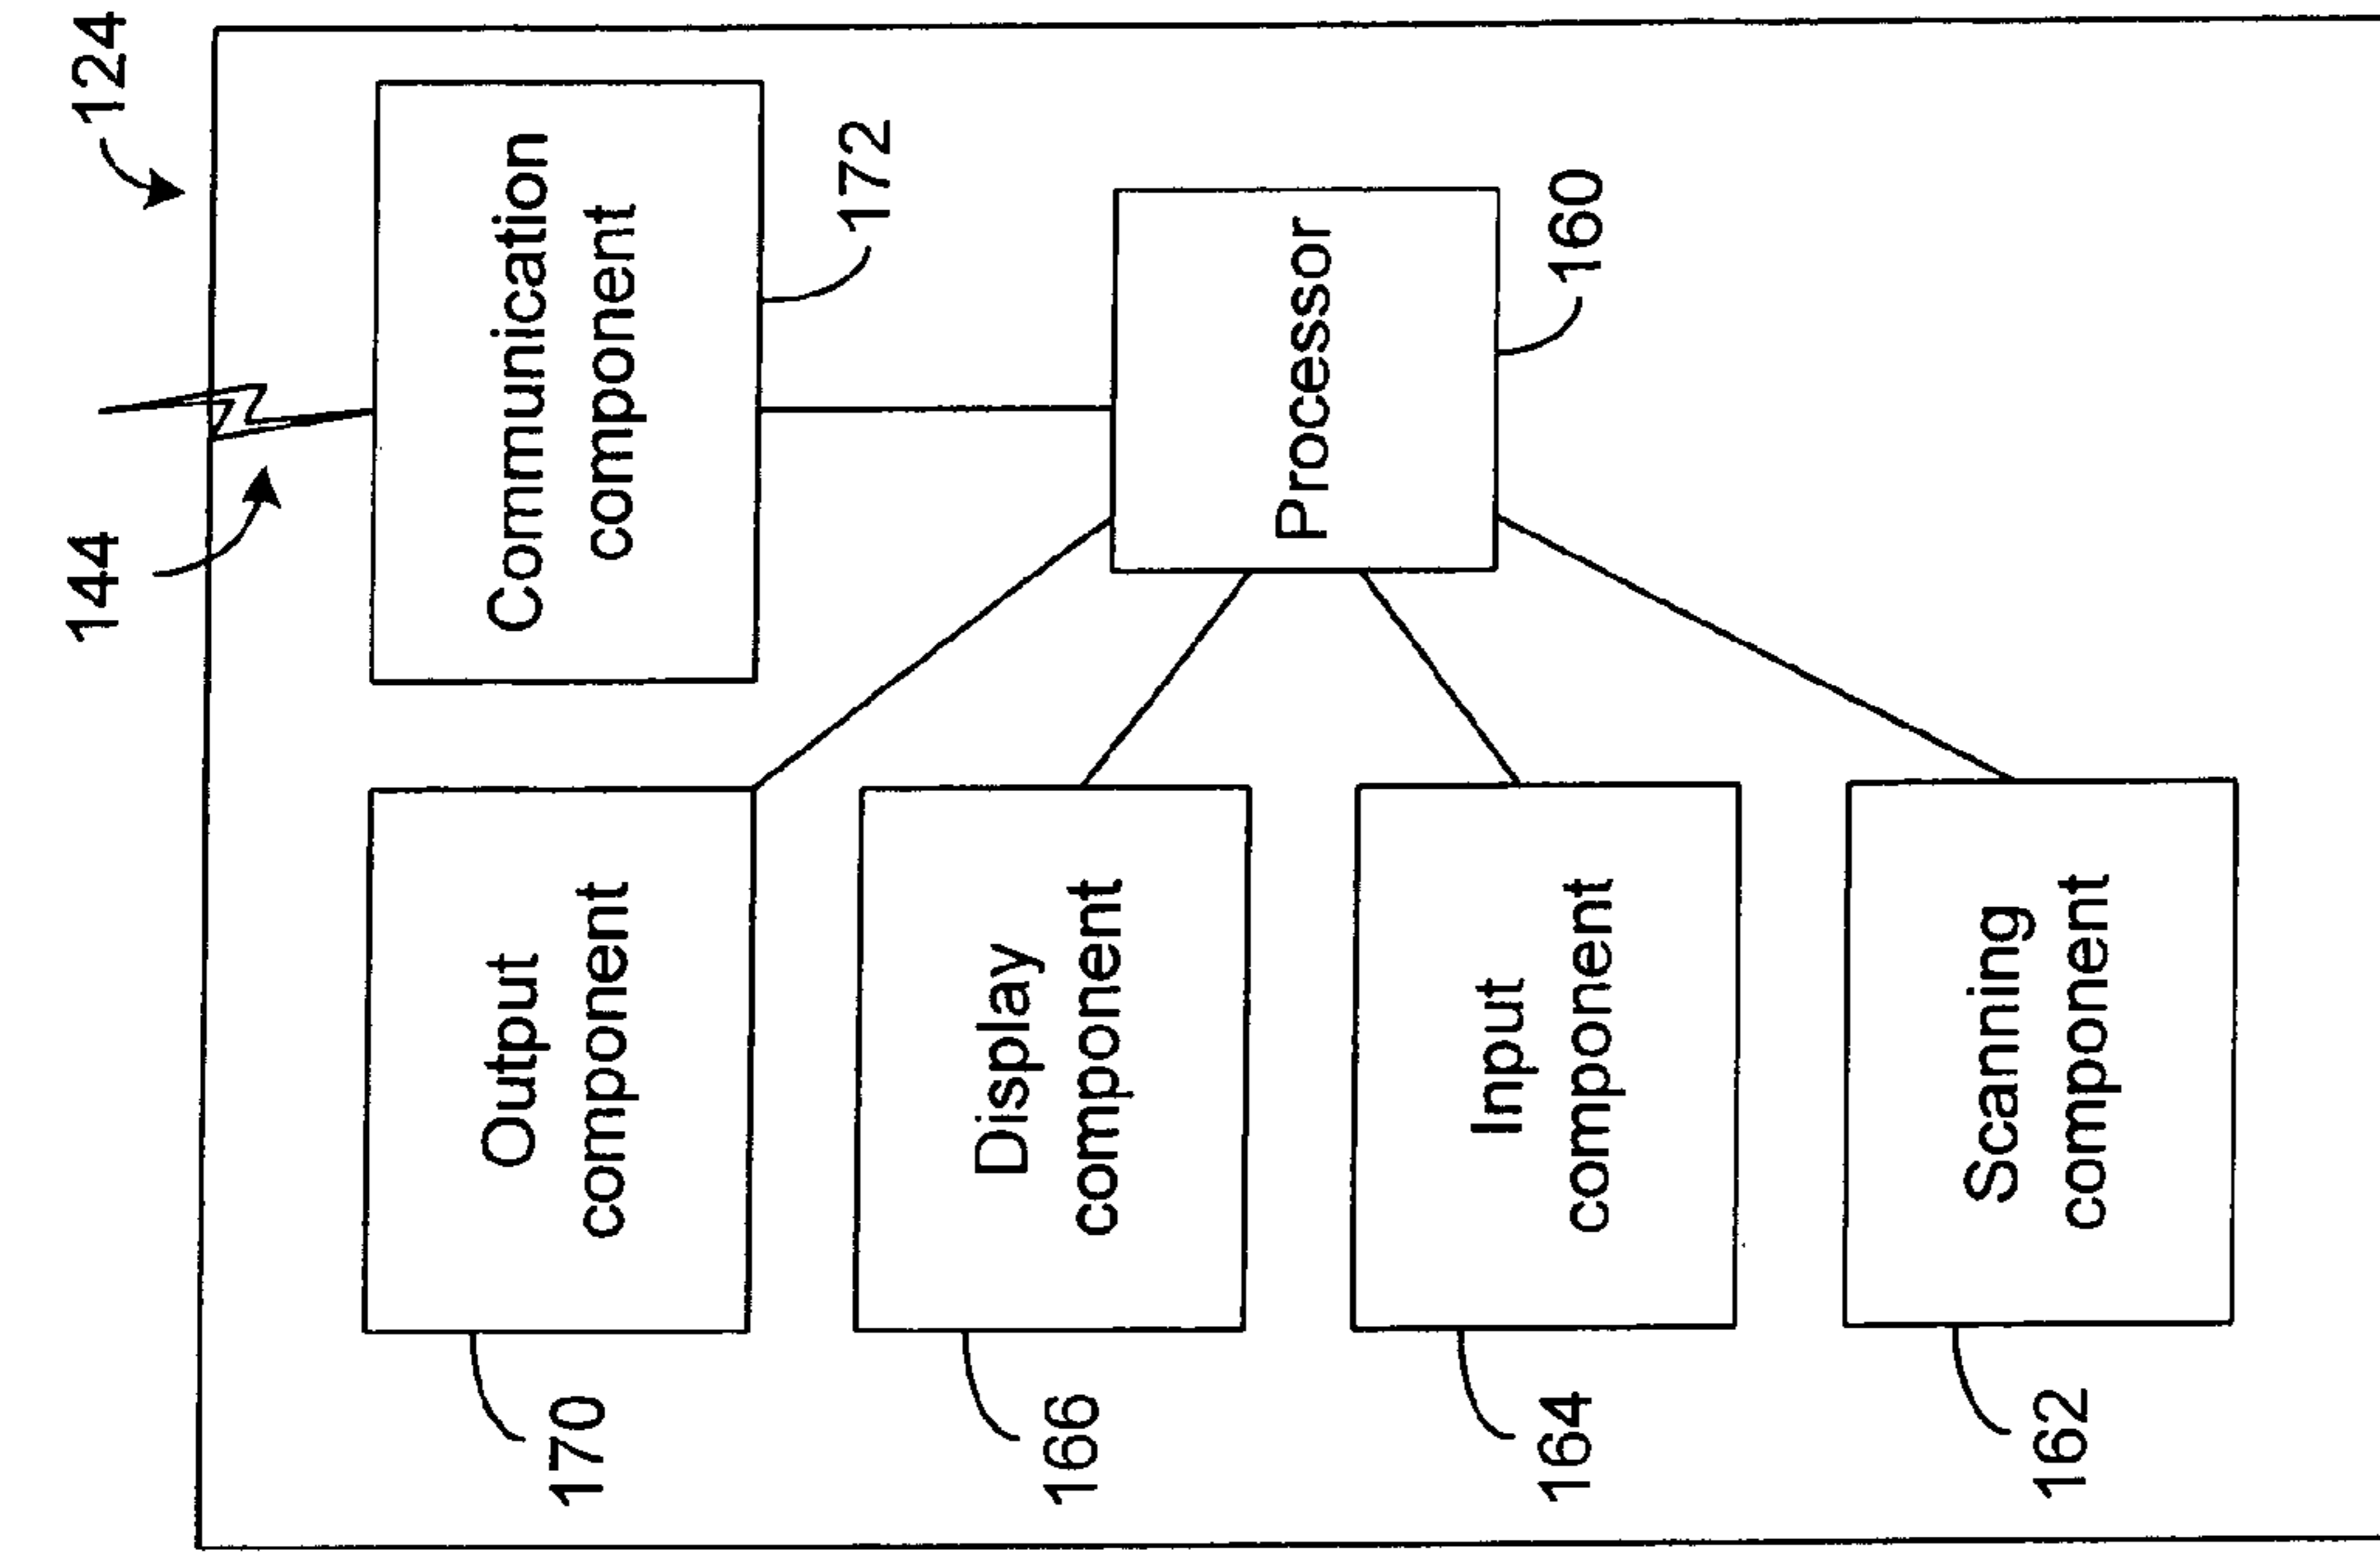 124
144
Communication
component
172
Processor
160
Output
component
170
Display
component
166
Input
component
164
Scanning
component
162